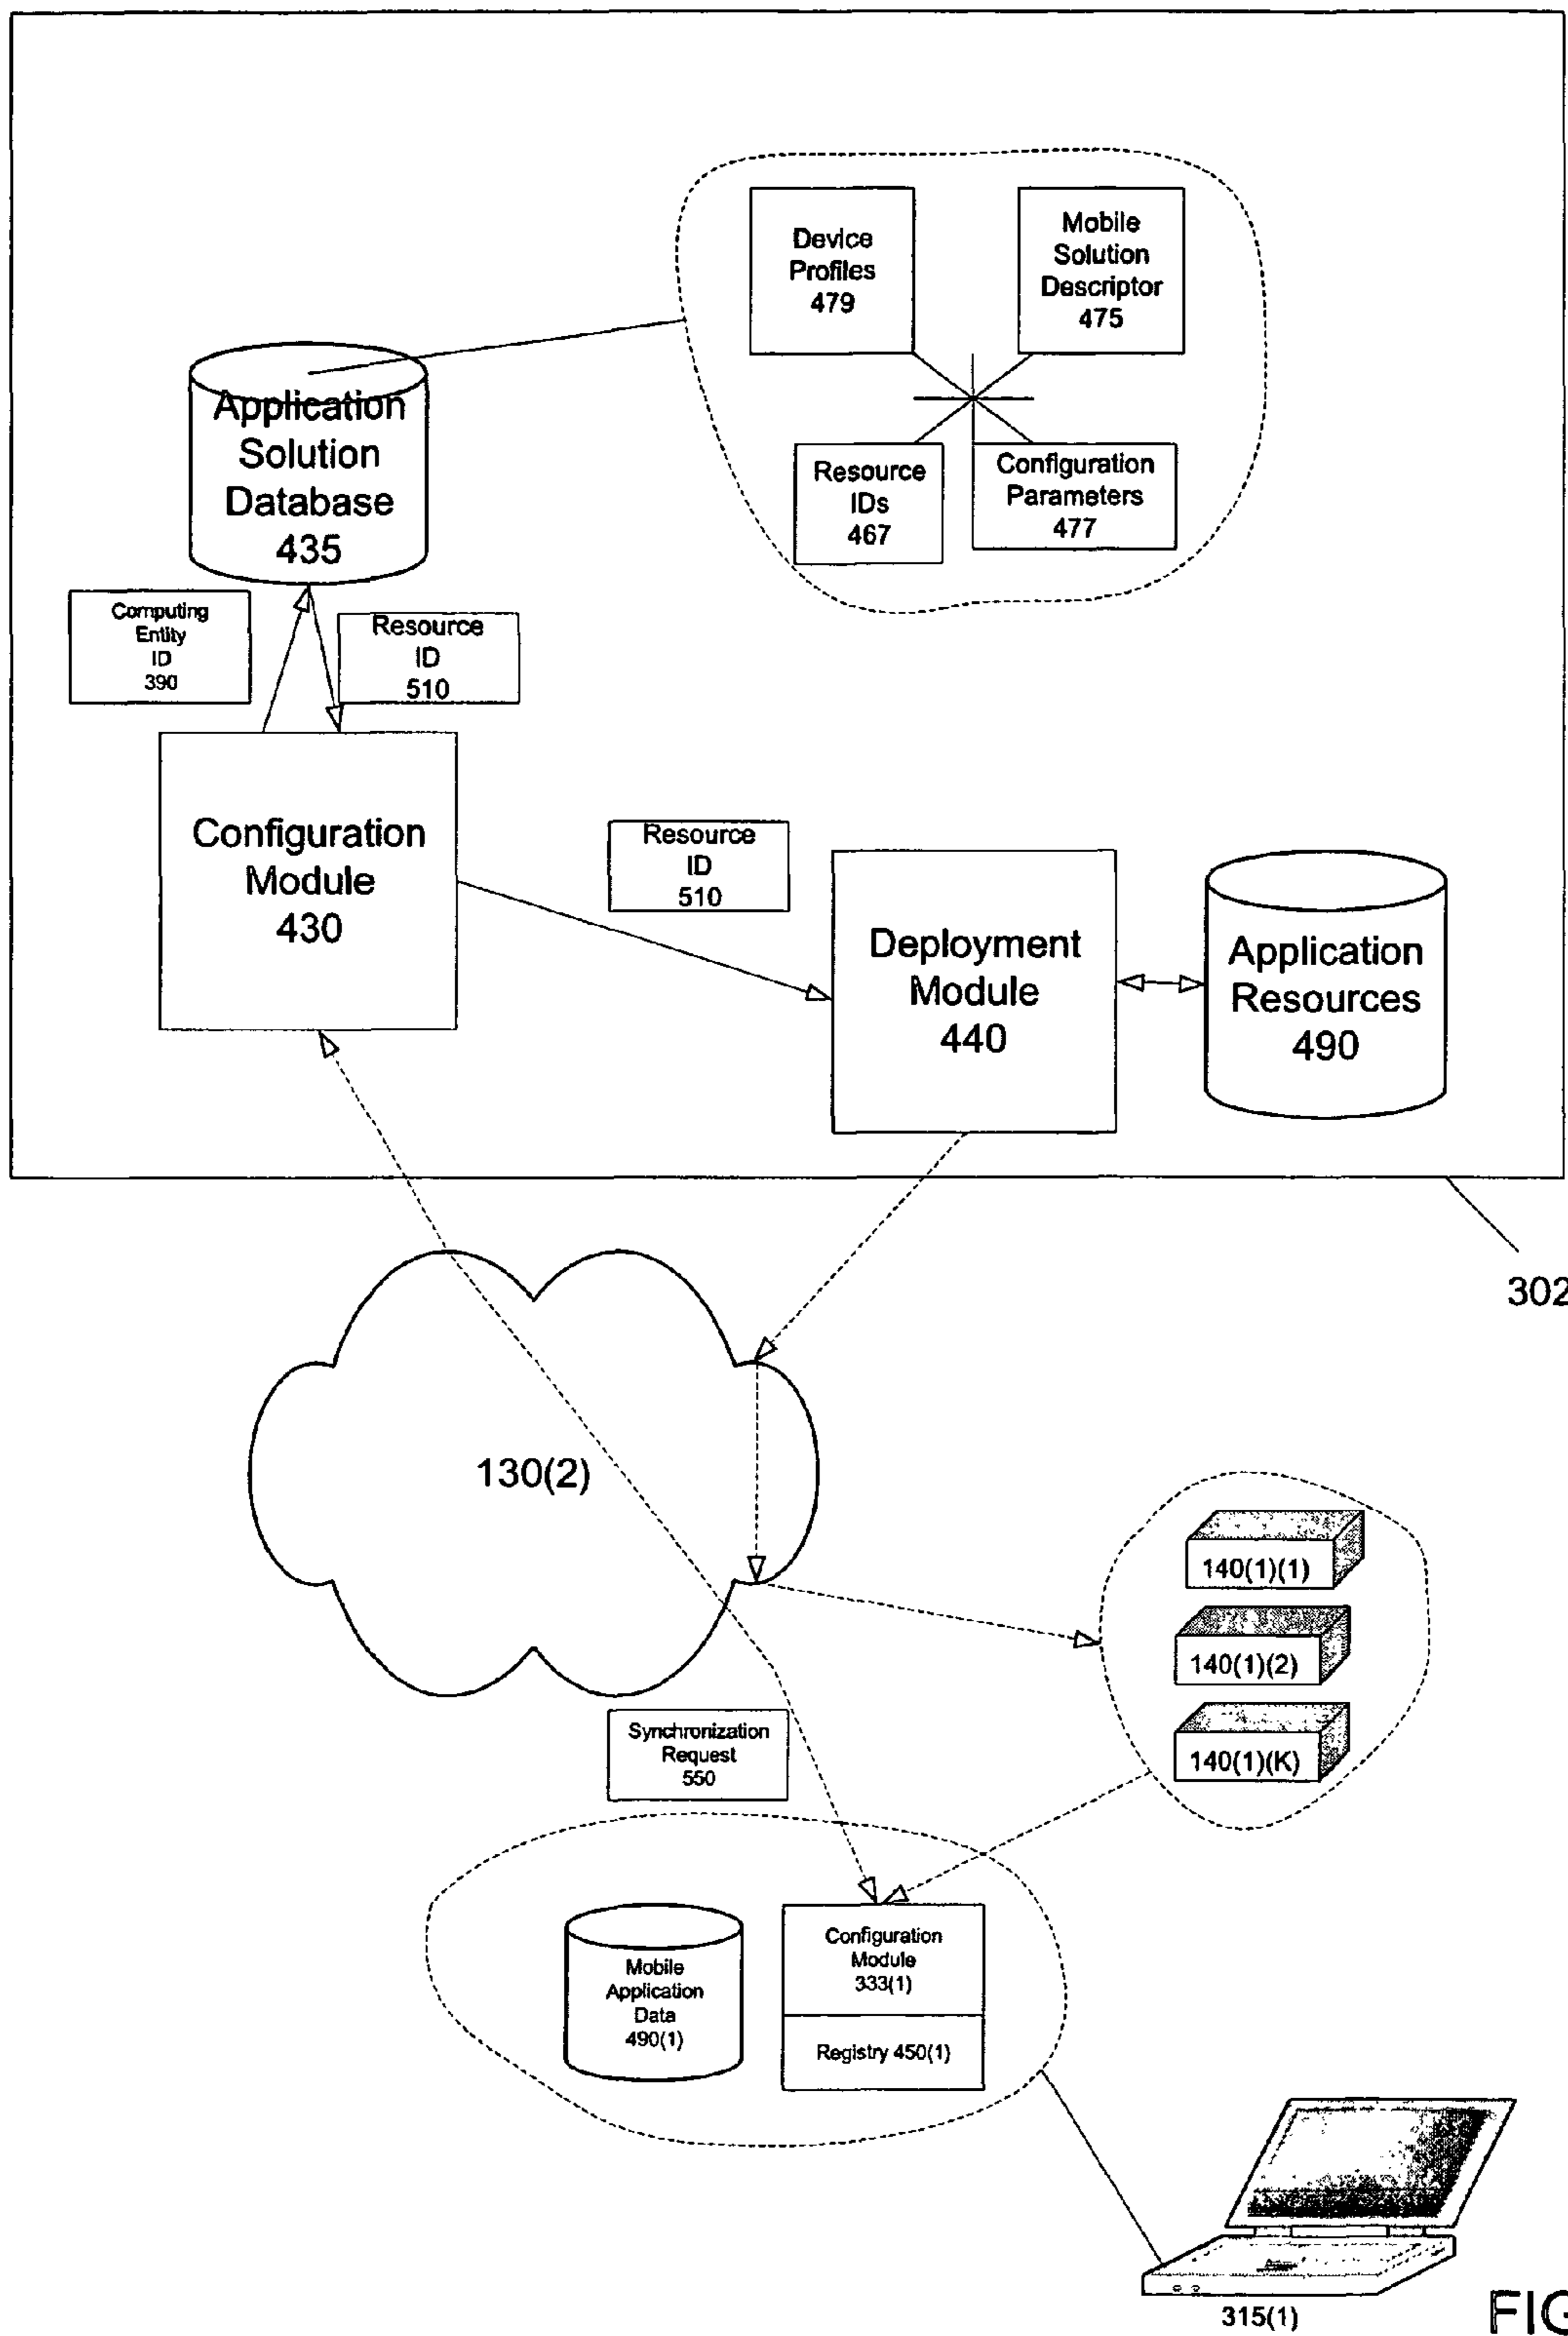 Device
Profiles
479
Mobile
Solution
Descriptor
475
Application
Solution
Database
435
Resource
IDs
467
Configuration
Parameters
477
Computing
Entity
ID
390
Resource
ID
510
Configuration
Module
430
Resource
ID
510
Deployment
Module
440
Application
Resources
490
302
130(2)
140(1)(1)
140(1)(2)
140(1)(K)
Synchronization
Request
550
Mobile
Application
Data
490(1)
Configuration
Module
333(1)
Registry 450(1)
315(1)
FIG